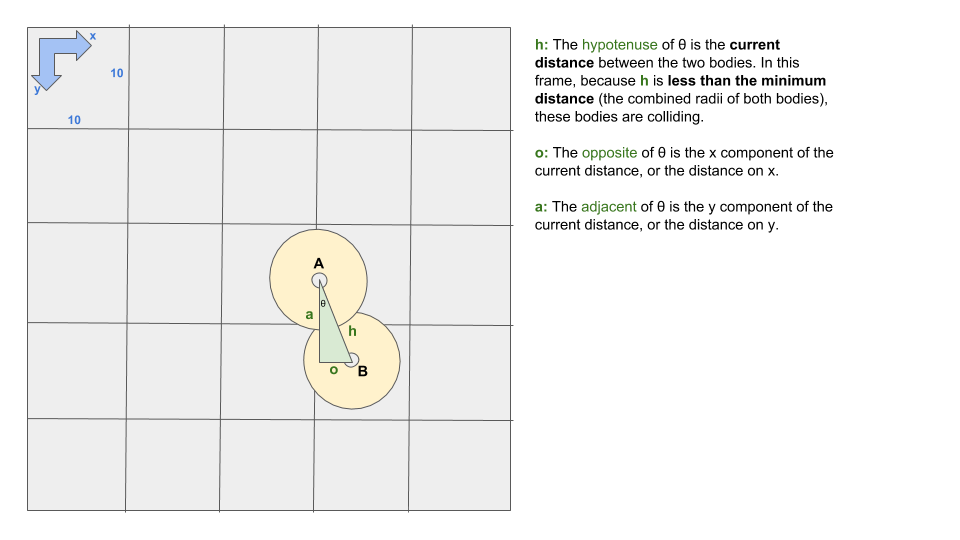 x
10
y
10
A
θ
a
h
o
B
h: The hypotenuse of θ is the current
distance between the two bodies. In this
frame, because h is less than the minimum
distance (the combined radii of both bodies),
these bodies are colliding.
o: The opposite of θ is the x component of the
current distance, or the distance on x.
a: The adjacent of θ is the y component of the
current distance, or the distance on y.